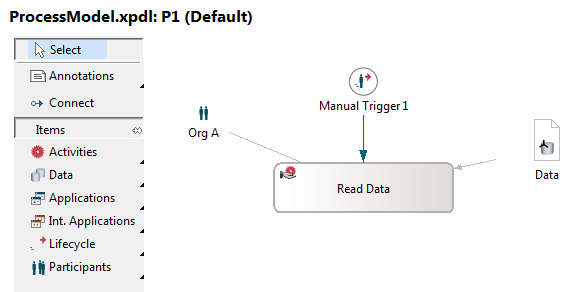 ProcessModel.xpdl: P1 (Default)
Select
Annotations
Connect
Items
Activities
Data
Applications
Int. Applications
Lifecycle
Participants
Manual Trigger 1
Org A
Read Data
Data